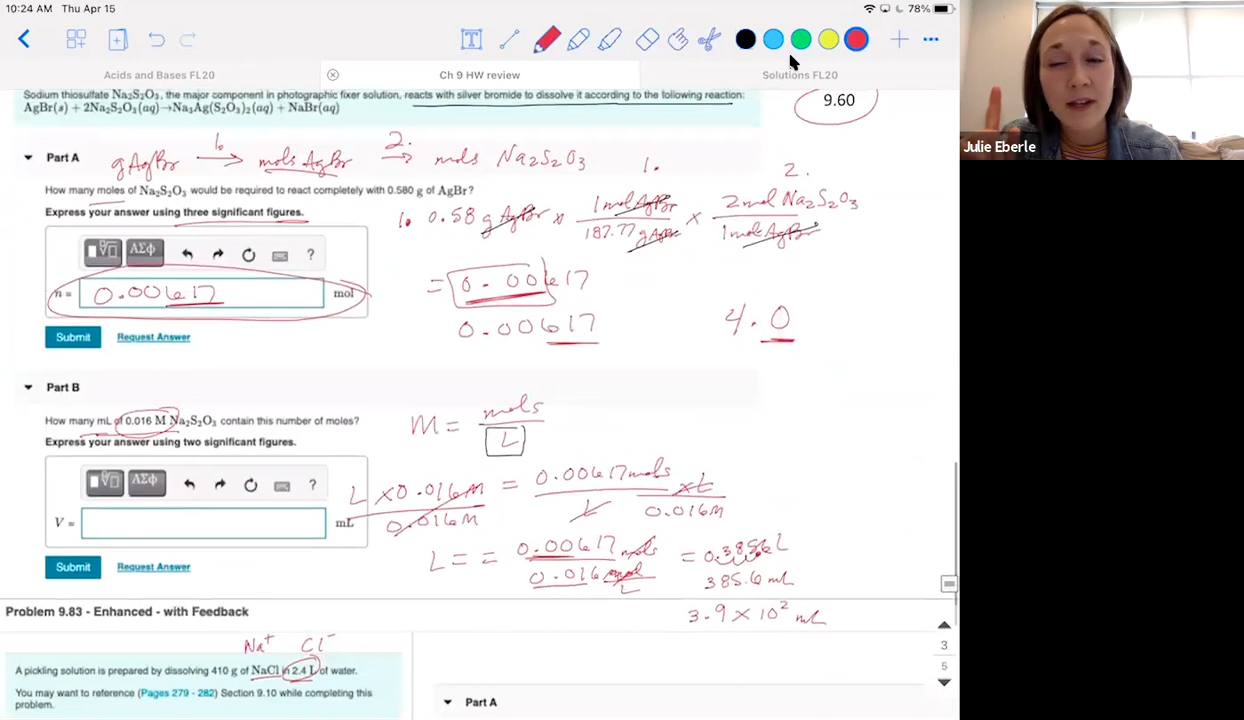 10:24 AM Thu Apr 15
78%
Acids and Bases FL20
Ch 9 HW review
Solutions FL20
Sodium thiosulfate Na₂S₂O₃, the major component in photographic fixer solution, reacts with silver bromide to dissolve it according to the following reaction:
AgBr(s) + 2Na₂S₂O₃(aq)→Na₃Ag(S₂O₃)₂(aq) + NaBr(aq)
9.60
Part A
g AgBr 1. → mols AgBr 2. → mols Na₂S₂O₃
How many moles of Na₂S₂O₃ would be required to react completely with 0.580 g of AgBr?
Express your answer using three significant figures.
1. 2.
1. 0.58 g AgBr × 1 mol AgBr / 187.77 g AgBr × 2 mol Na₂S₂O₃ / 1 mol AgBr
ΑΣΦ
?
n = 0.00617 mol
= 0.00617
0.00617
4.0
Submit
Request Answer
Part B
How many mL of 0.016 M Na₂S₂O₃ contain this number of moles?
Express your answer using two significant figures.
M = mols / L
ΑΣΦ
?
L × 0.016 M / 0.016 M = 0.00617 mols / L × L / 0.016 M
V =
mL
L = = 0.00617 mols / 0.016 mol / L = 0.3856 L
385.6 mL
3.9 × 10² mL
Submit
Request Answer
Problem 9.83 - Enhanced - with Feedback
Na⁺ Cl⁻
A pickling solution is prepared by dissolving 410 g of NaCl in 2.4 L of water.
You may want to reference (Pages 279 - 282) Section 9.10 while completing this
problem.
Part A
3
5
Julie Eberle